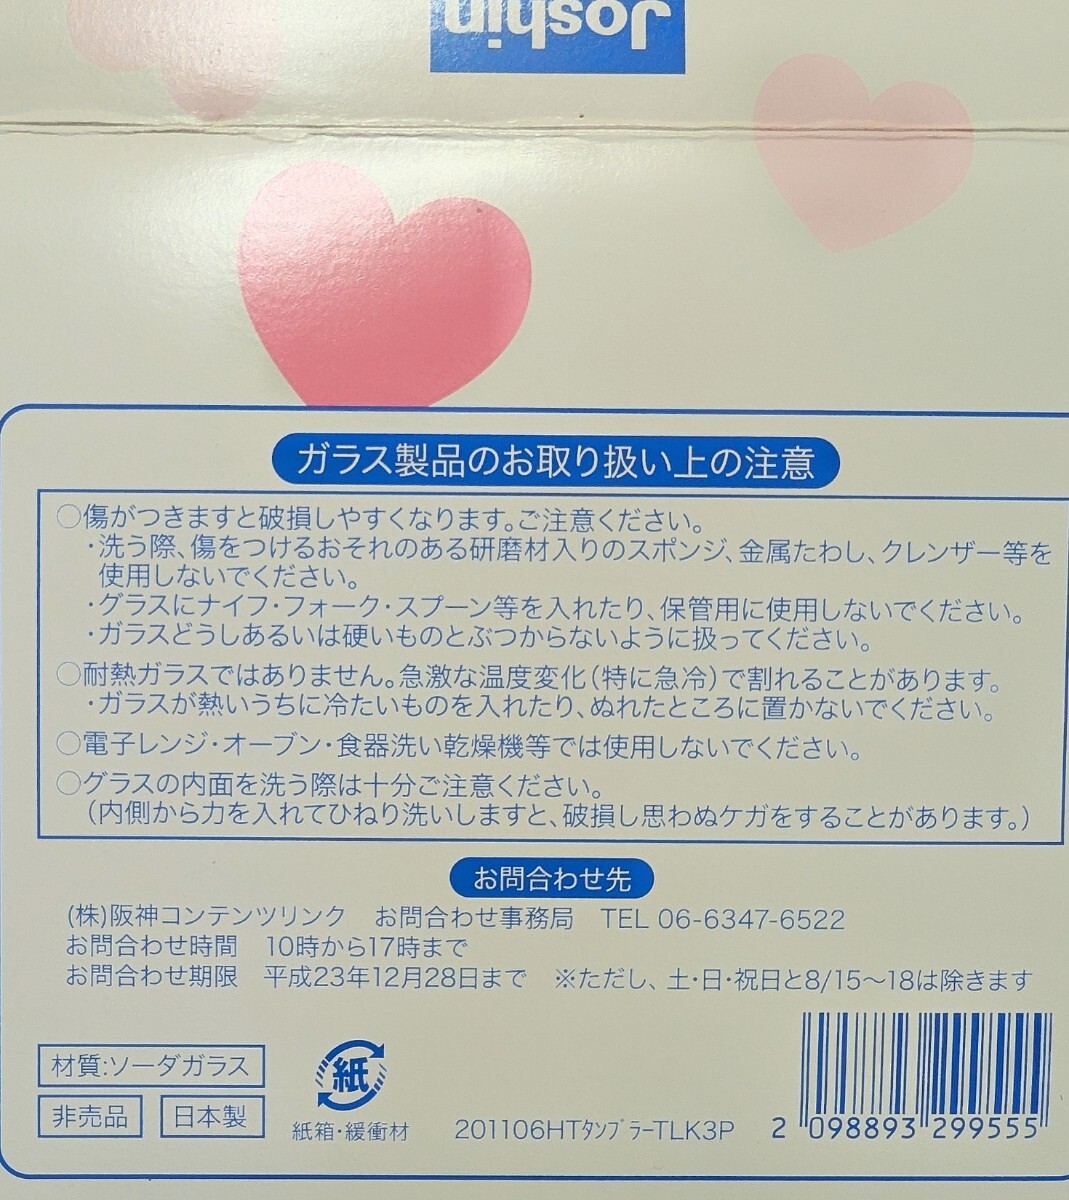 Joshin
ガラス製品のお取り扱い上の注意
○傷がつきますと破損しやすくなります。ご注意ください。
・洗う際、傷をつけるおそれのある研磨材入りのスポンジ、金属たわし、クレンザー等を
使用しないでください。
・グラスにナイフ・フォーク・スプーン等を入れたり、保管用に使用しないでください。
・ガラスどうしあるいは硬いものとぶつからないように扱ってください。
○耐熱ガラスではありません。急激な温度変化(特に急冷)で割れることがあります。
・ガラスが熱いうちに冷たいものを入れたり、ぬれたところに置かないでください。
○電子レンジ・オーブン・食器洗い乾燥機等では使用しないでください。
○グラスの内面を洗う際は十分ご注意ください。
(内側から力を入れてひねり洗いしますと、破損し思わぬケガをすることがあります。)
お問合わせ先
(株)阪神コンテンツリンク お問合わせ事務局 TEL 06-6347-6522
お問合わせ時間 10時から17時まで
お問合わせ期限 平成23年12月28日まで ※ただし、土・日・祝日と8/15〜18は除きます
材質:ソーダガラス
非売品 日本製
紙
紙箱・緩衝材
201106HTﾀﾝﾌﾞﾗｰTLK3P
2 098893 299555